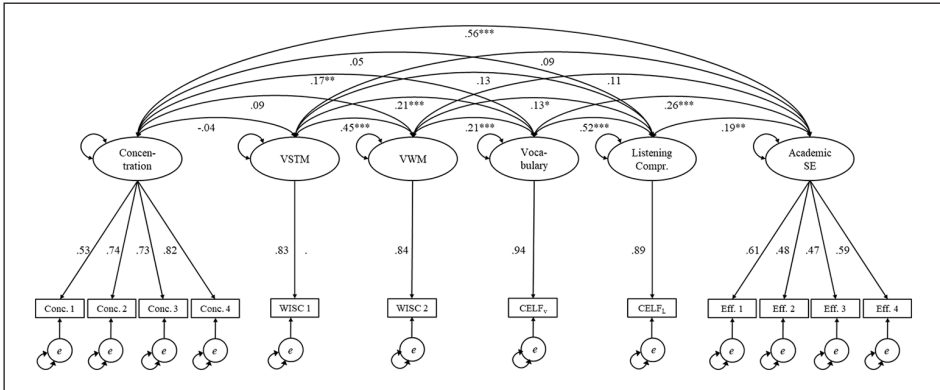 .56***
.05 .09
.17** .13 .11
.09 .21*** .13* .26***
-.04 .45*** .21*** .52*** .19**
Concen-
tration
VSTM
VWM
Voca-
bulary
Listening
Compr.
Academic
SE
.53 .74 .73 .82 .83 . .84 .94 .89 .61 .48 .47 .59
Conc. 1 Conc. 2 Conc. 3 Conc. 4 WISC 1 WISC 2 CELFv CELFL Eff. 1 Eff. 2 Eff. 3 Eff. 4
e e e e e e e e e e e e